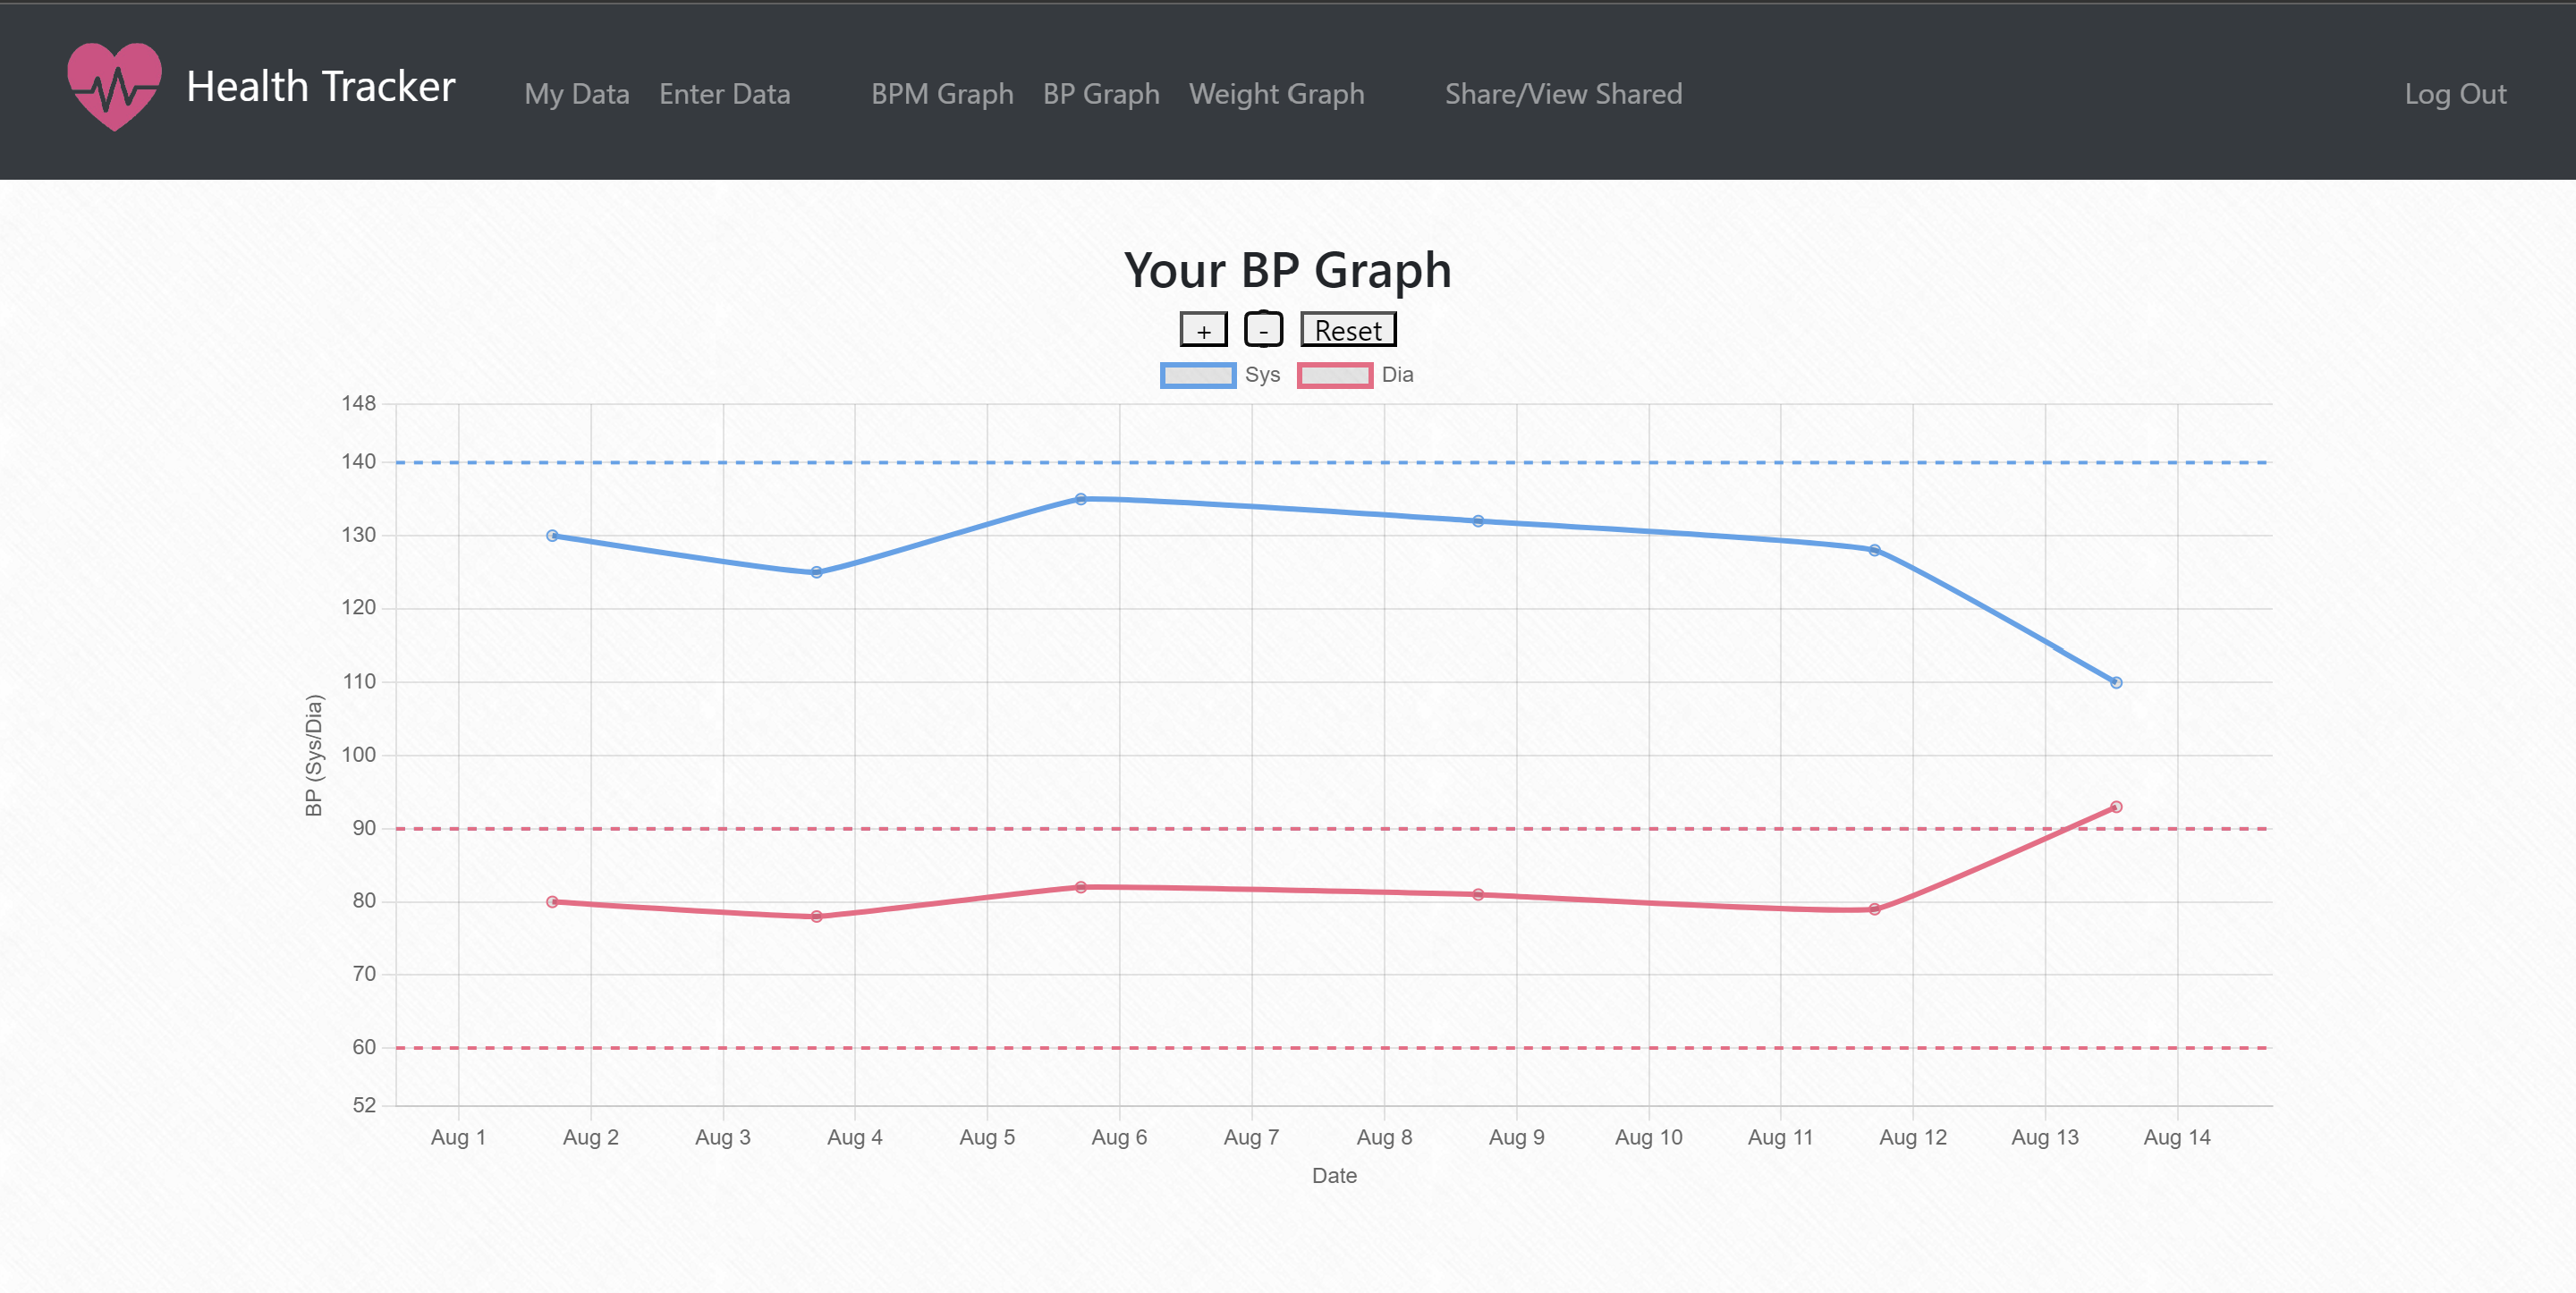 Health Tracker My Data Enter Data BPM Graph BP Graph Weight Graph Share/View Shared Log Out
Your BP Graph
+ - Reset
Sys Dia
148
140
130
120
110
100
90
80
70
60
52
BP (Sys/Dia)
Aug 1 Aug 2 Aug 3 Aug 4 Aug 5 Aug 6 Aug 7 Aug 8 Aug 9 Aug 10 Aug 11 Aug 12 Aug 13 Aug 14
Date